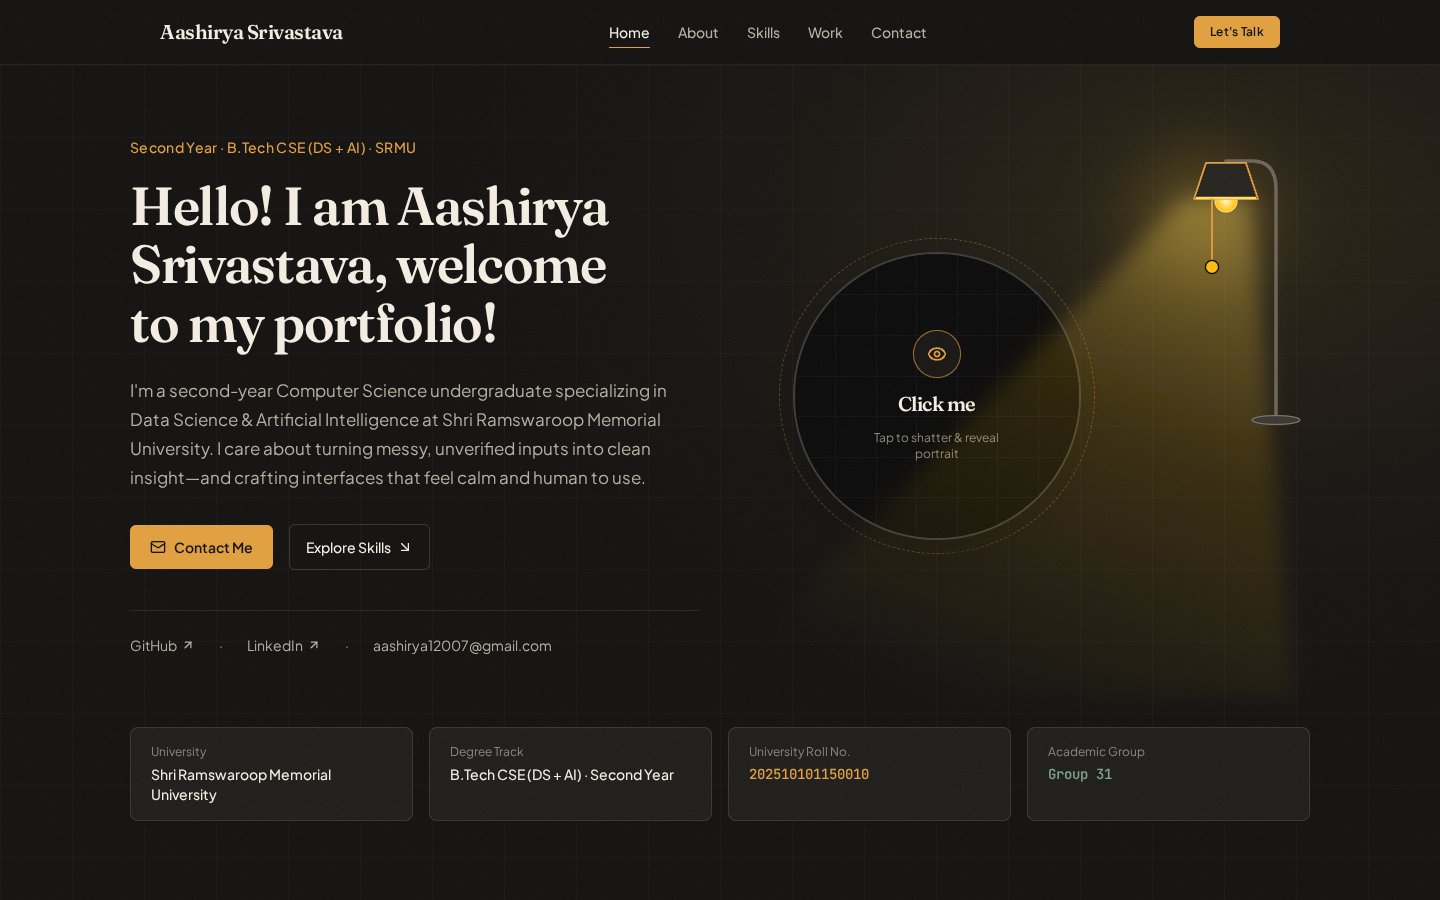 Aashirya Srivastava
Home
About
Skills
Work
Contact
Let's Talk
Second Year · B.Tech CSE (DS + AI) · SRMU
Hello! I am Aashirya
Srivastava, welcome
to my portfolio!
I'm a second-year Computer Science undergraduate specializing in
Data Science & Artificial Intelligence at Shri Ramswaroop Memorial
University. I care about turning messy, unverified inputs into clean
insight—and crafting interfaces that feel calm and human to use.
Contact Me
Explore Skills
GitHub
·
LinkedIn
·
aashirya12007@gmail.com
Click me
Tap to shatter & reveal
portrait
University
Shri Ramswaroop Memorial
University
Degree Track
B.Tech CSE (DS + AI) · Second Year
University Roll No.
202510101150010
Academic Group
Group 31